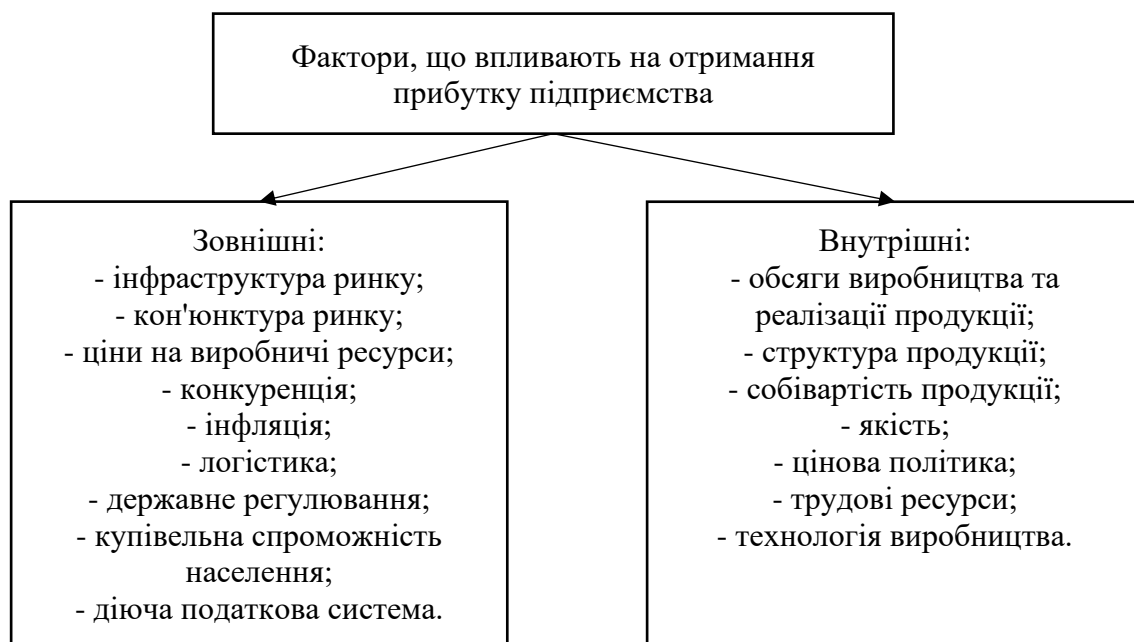 Фактори, що впливають на отримання
прибутку підприємства
Зовнішні:
- інфраструктура ринку;
- кон'юнктура ринку;
- ціни на виробничі ресурси;
- конкуренція;
- інфляція;
- логістика;
- державне регулювання;
- купівельна спроможність
населення;
- діюча податкова система.
Внутрішні:
- обсяги виробництва та
реалізації продукції;
- структура продукції;
- собівартість продукції;
- якість;
- цінова політика;
- трудові ресурси;
- технологія виробництва.